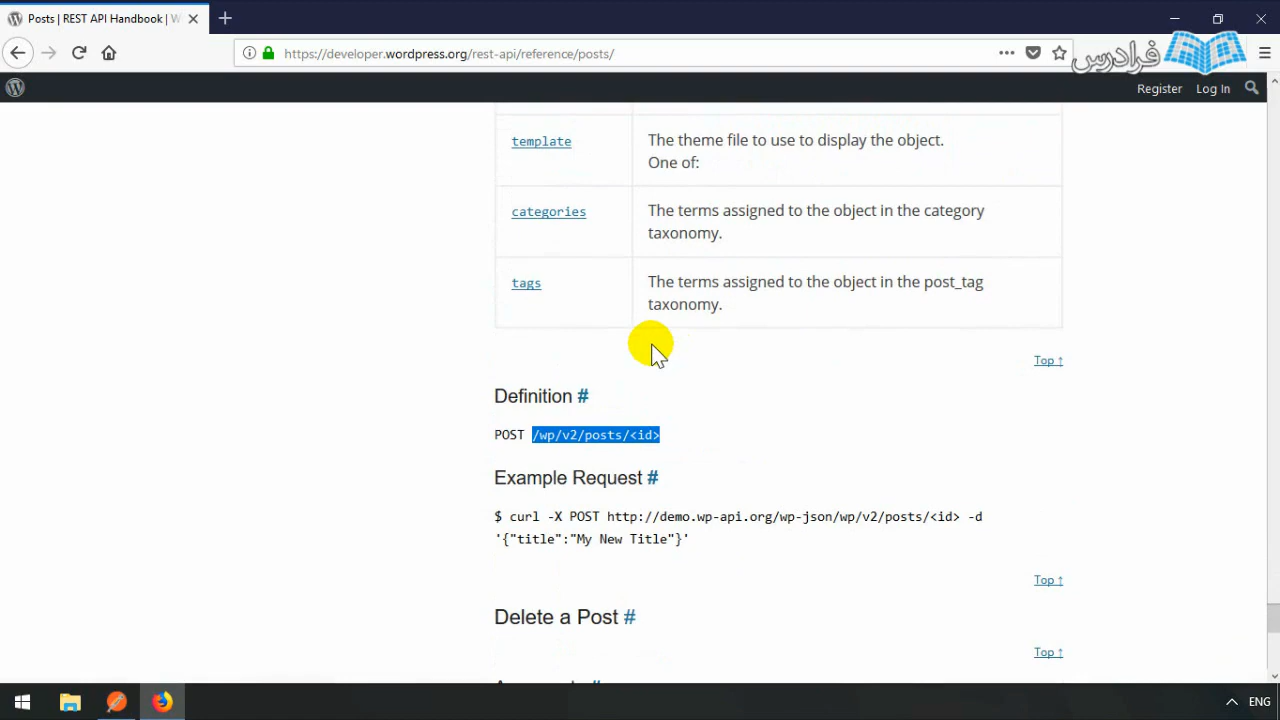 Posts | REST API Handbook | W
https://developer.wordpress.org/rest-api/reference/posts/
فرادرس
Register Log In
template
The theme file to use to display the object.
One of:
categories
The terms assigned to the object in the category
taxonomy.
tags
The terms assigned to the object in the post_tag
taxonomy.
Top ↑
Definition #
POST /wp/v2/posts/<id>
Example Request #
$ curl -X POST http://demo.wp-api.org/wp-json/wp/v2/posts/<id> -d
'{"title":"My New Title"}'
Top ↑
Delete a Post #
Top ↑
ENG